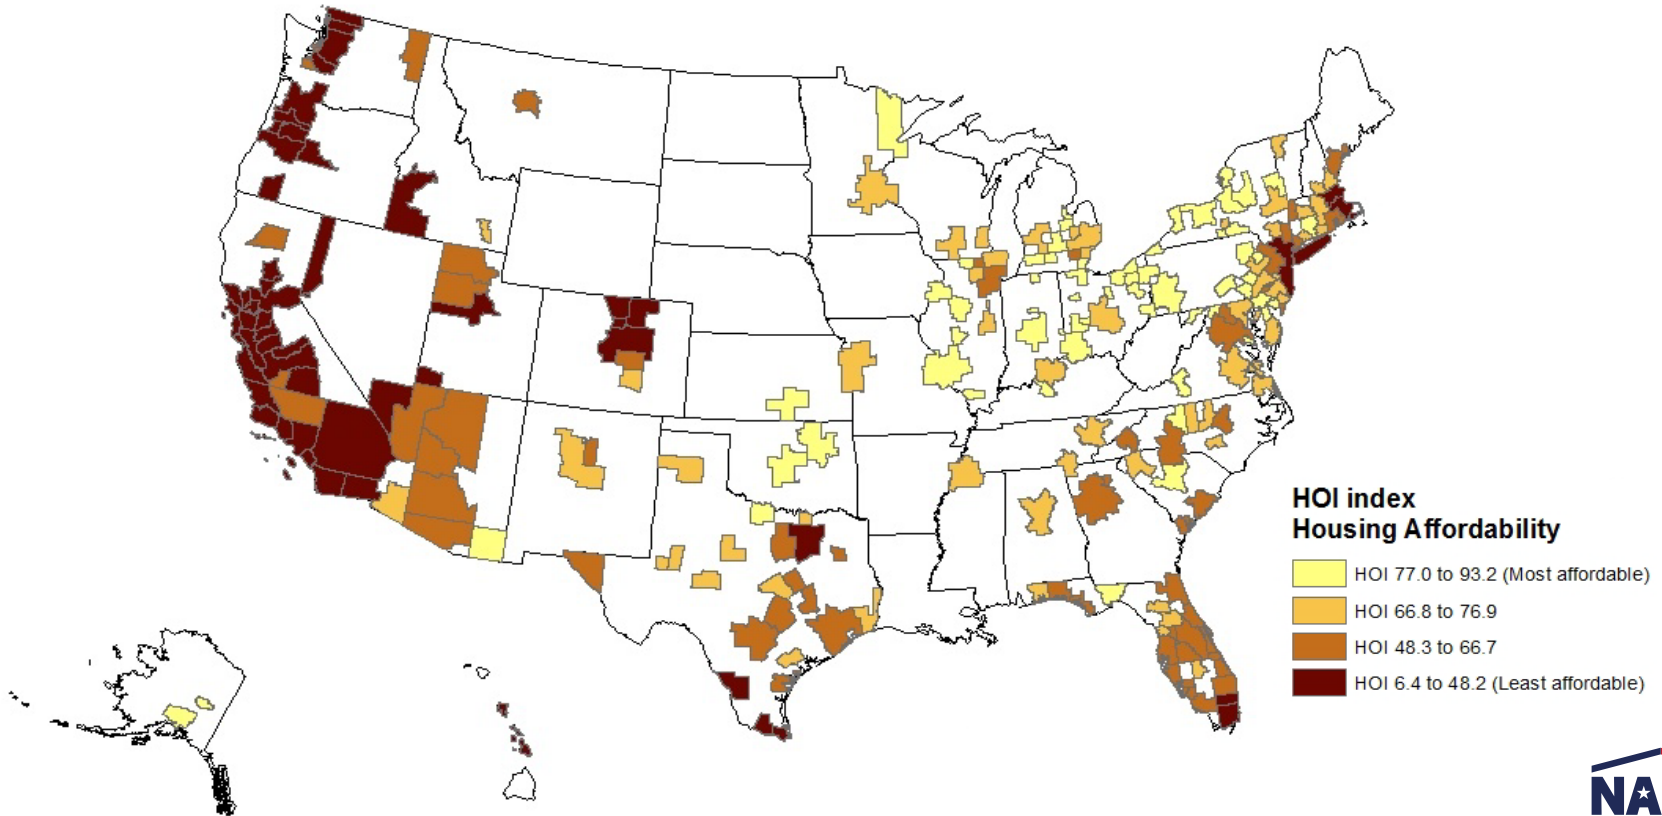 HOI index
Housing Affordability
HOI 77.0 to 93.2 (Most affordable)
HOI 66.8 to 76.9
HOI 48.3 to 66.7
HOI 6.4 to 48.2 (Least affordable)
NA